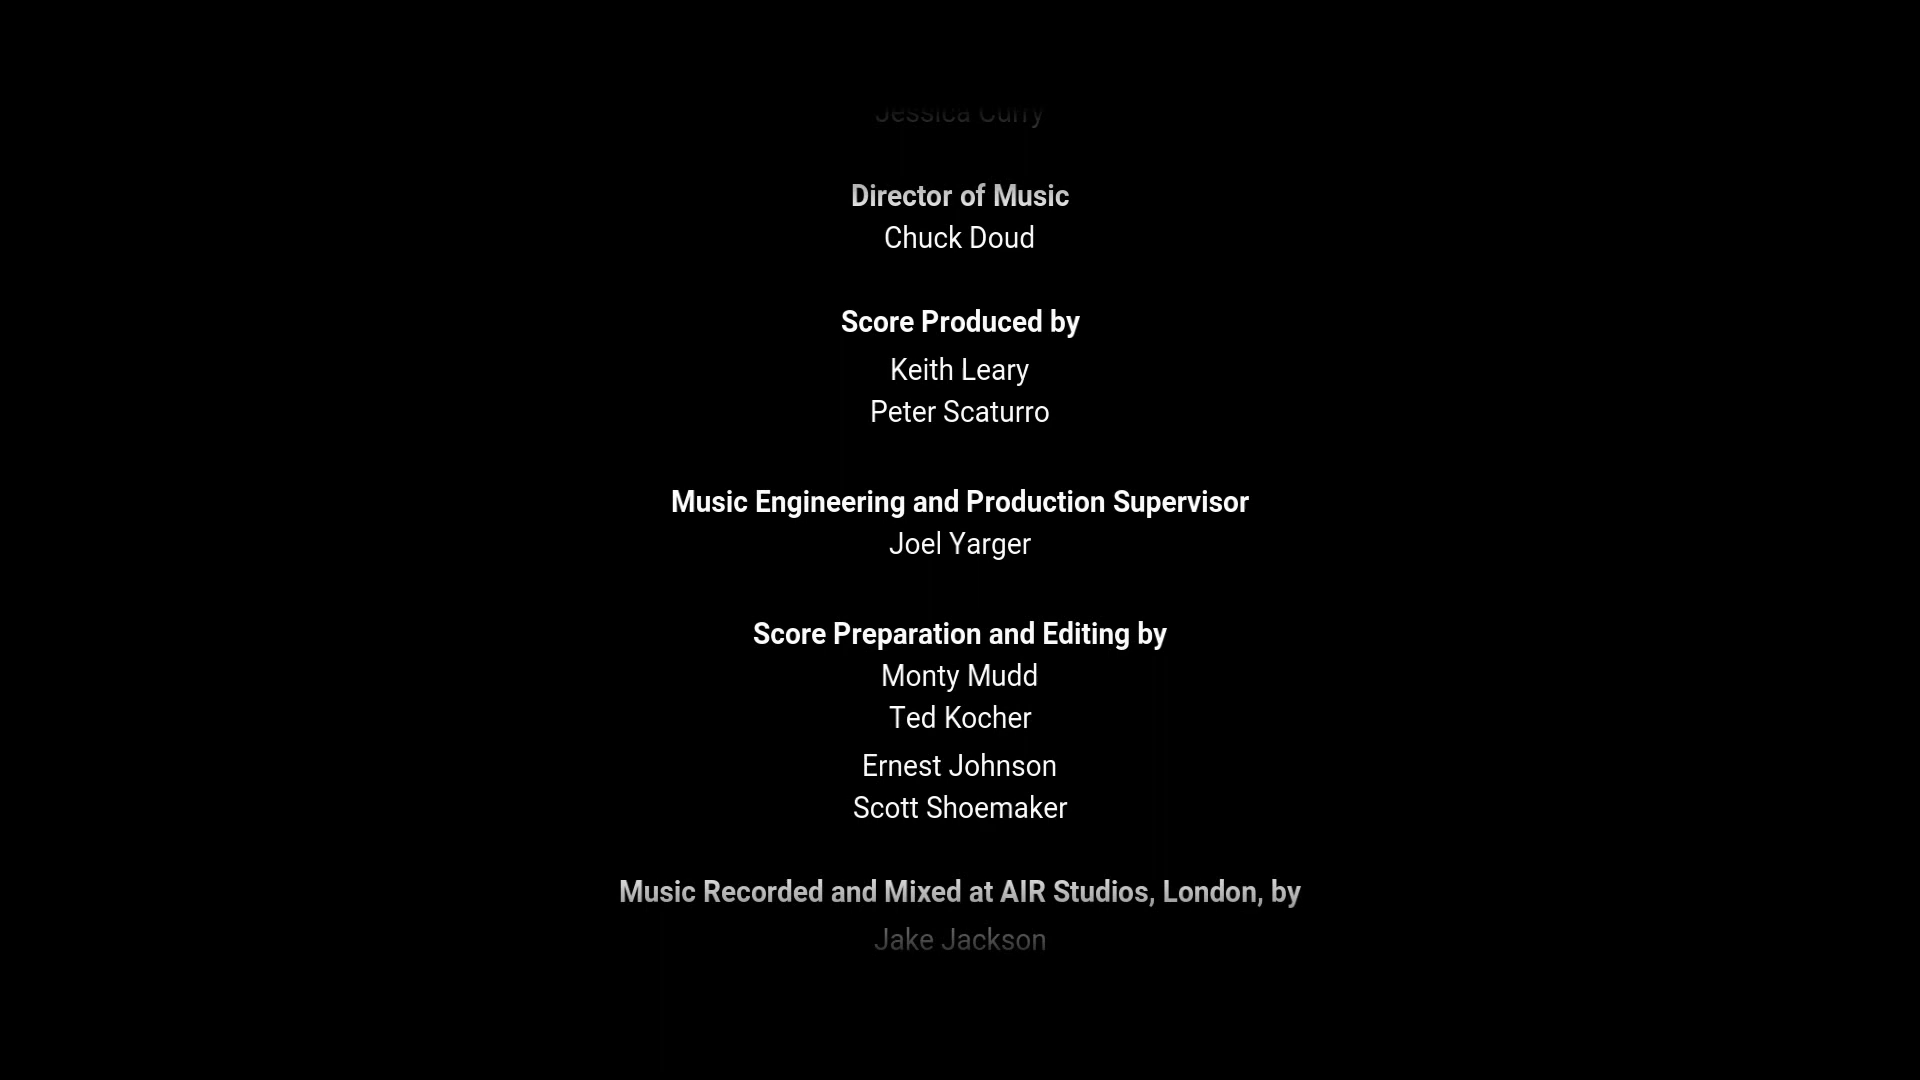 Jessica Curry
Director of Music
Chuck Doud
Score Produced by
Keith Leary
Peter Scaturro
Music Engineering and Production Supervisor
Joel Yarger
Score Preparation and Editing by
Monty Mudd
Ted Kocher
Ernest Johnson
Scott Shoemaker
Music Recorded and Mixed at AIR Studios, London, by
Jake Jackson